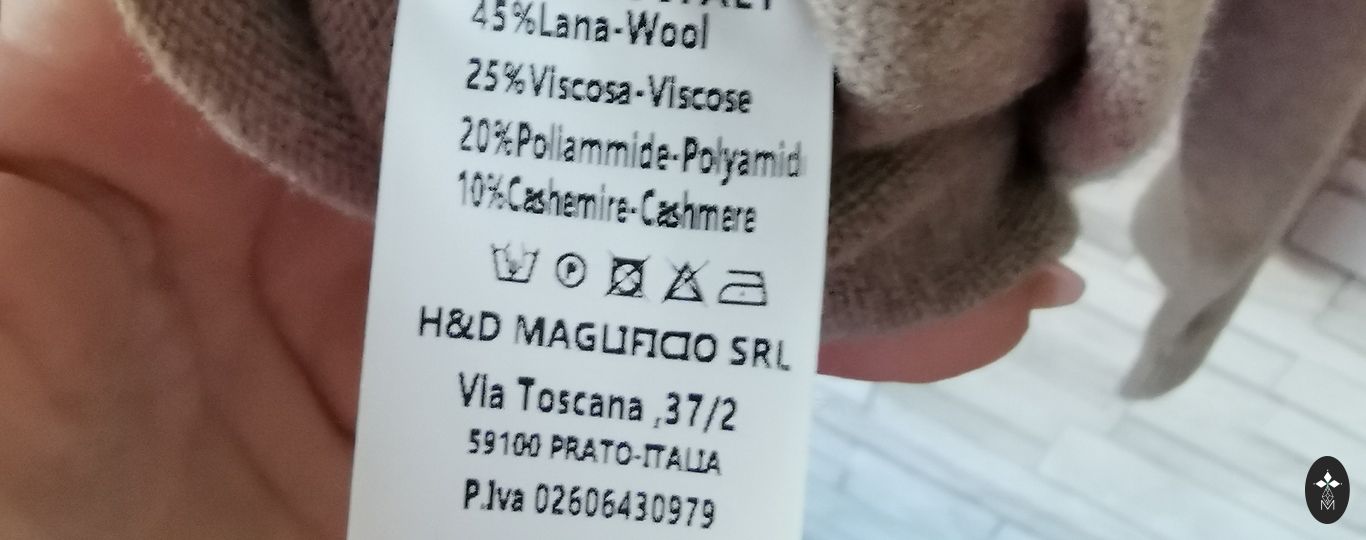 45%Lana-Wool
25%Viscosa-Viscose
20%Poliammide-Polyamid
10%Cashemire-Cashmere
H&D MAGLIFICIO SRL
VIa Toscana ,37/2
59100 PRATO-ITALIA
P.Iva 02606430979
M